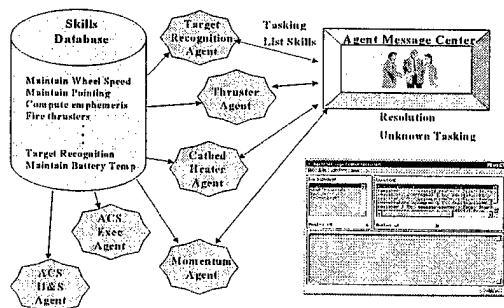 Skills
Database
Maintain Wheel Speed
Maintain Pointing
Compute emphemeris
Fire thrusters
Target Recognition
Maintain Battery Temp
Target
Recognition
Agent
Thruster
Agent
Catbed
Heater
Agent
ACS
Exec
Agent
ACS
H&S
Agent
Momentum
Agent
Tasking
List Skills
Agent Message Center
Resolution
Unknown Tasking